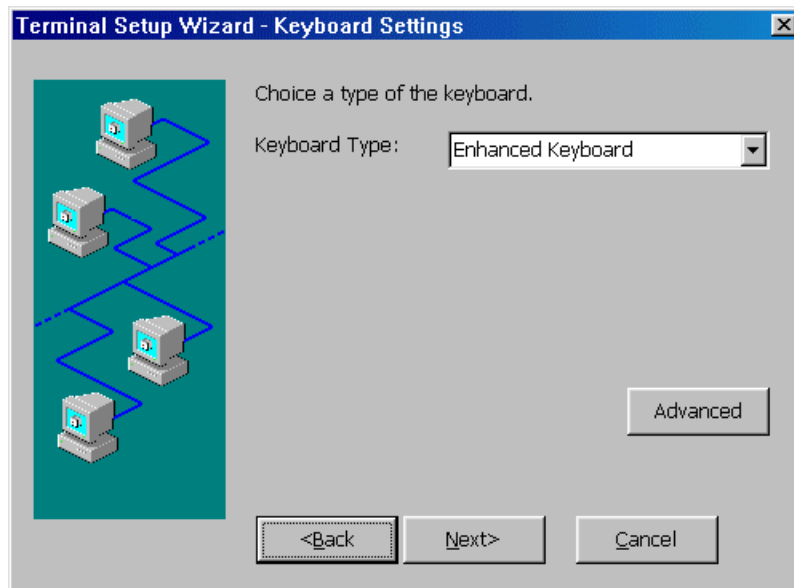 Terminal Setup Wizard - Keyboard Settings
Choice a type of the keyboard.
Keyboard Type: Enhanced Keyboard
Advanced
<Back Next> Cancel